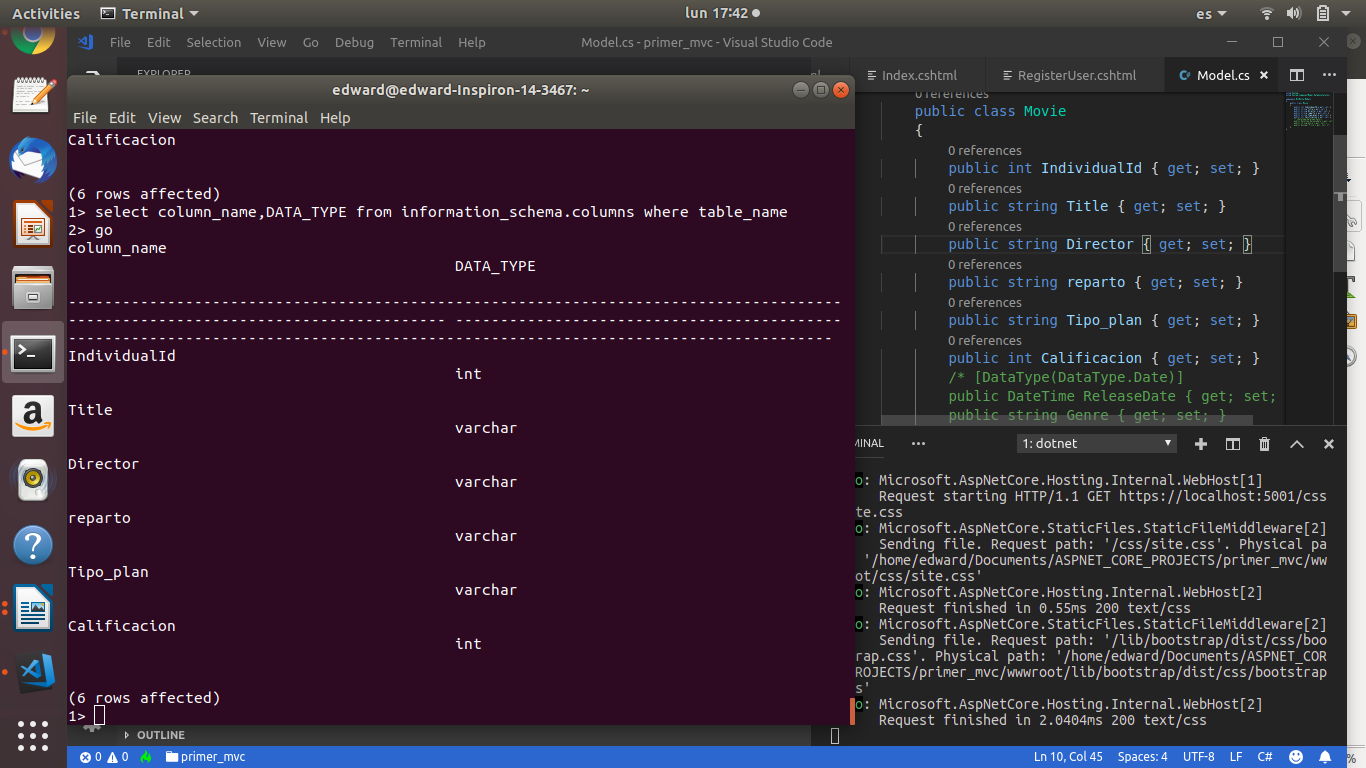 Activities
Terminal
lun 17:42
es
File Edit Selection View Go Debug Terminal Help
Model.cs - primer_mvc - Visual Studio Code
EXPLORER
Index.cshtml
RegisterUser.cshtml
Model.cs
edward@edward-Inspiron-14-3467: ~
File Edit View Search Terminal Help
Calificacion
(6 rows affected)
1> select column_name,DATA_TYPE from information_schema.columns where table_name
2> go
column_name
DATA_TYPE
--------------------------------------------------------------------------------------
------------------------------------------ -------------------------------------------
-------------------------------------------------------------------------------------
IndividualId
int
Title
varchar
Director
varchar
reparto
varchar
Tipo_plan
varchar
Calificacion
int
(6 rows affected)
1>
0 references
public class Movie
{
0 references
public int IndividualId { get; set; }
0 references
public string Title { get; set; }
0 references
public string Director { get; set; }
0 references
public string reparto { get; set; }
0 references
public string Tipo_plan { get; set; }
0 references
public int Calificacion { get; set; }
/* [DataType(DataType.Date)]
public DateTime ReleaseDate { get; set;
public string Genre { get; set; }
MINAL
1: dotnet
o: Microsoft.AspNetCore.Hosting.Internal.WebHost[1]
Request starting HTTP/1.1 GET https://localhost:5001/css
te.css
o: Microsoft.AspNetCore.StaticFiles.StaticFileMiddleware[2]
Sending file. Request path: '/css/site.css'. Physical pa
'/home/edward/Documents/ASPNET_CORE_PROJECTS/primer_mvc/ww
ot/css/site.css'
o: Microsoft.AspNetCore.Hosting.Internal.WebHost[2]
Request finished in 0.55ms 200 text/css
o: Microsoft.AspNetCore.StaticFiles.StaticFileMiddleware[2]
Sending file. Request path: '/lib/bootstrap/dist/css/boo
rap.css'. Physical path: '/home/edward/Documents/ASPNET_COR
ROJECTS/primer_mvc/wwwroot/lib/bootstrap/dist/css/bootstrap
s'
o: Microsoft.AspNetCore.Hosting.Internal.WebHost[2]
Request finished in 2.0404ms 200 text/css
OUTLINE
0 0 primer_mvc
Ln 10, Col 45 Spaces: 4 UTF-8 LF C#
%